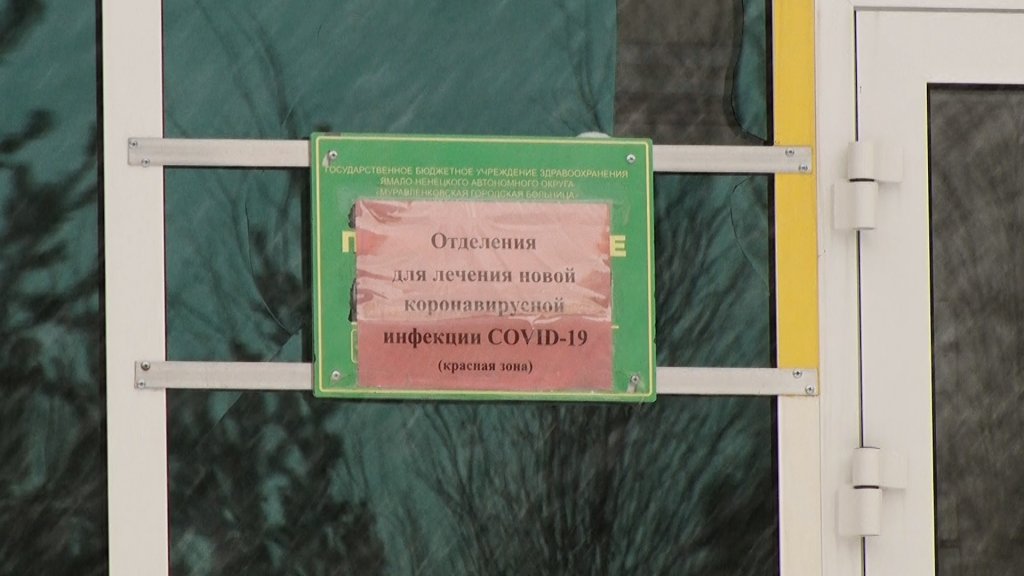 ГОСУДАРСТВЕННОЕ БЮДЖЕТНОЕ УЧРЕЖДЕНИЕ ЗДРАВООХРАНЕНИЯ
ЯМАЛО-НЕНЕЦКОГО АВТОНОМНОГО ОКРУГА
«МУРАВЛЕНКОВСКАЯ ГОРОДСКАЯ БОЛЬНИЦА»
Отделения
для лечения новой
коронавирусной
инфекции COVID-19
(красная зона)